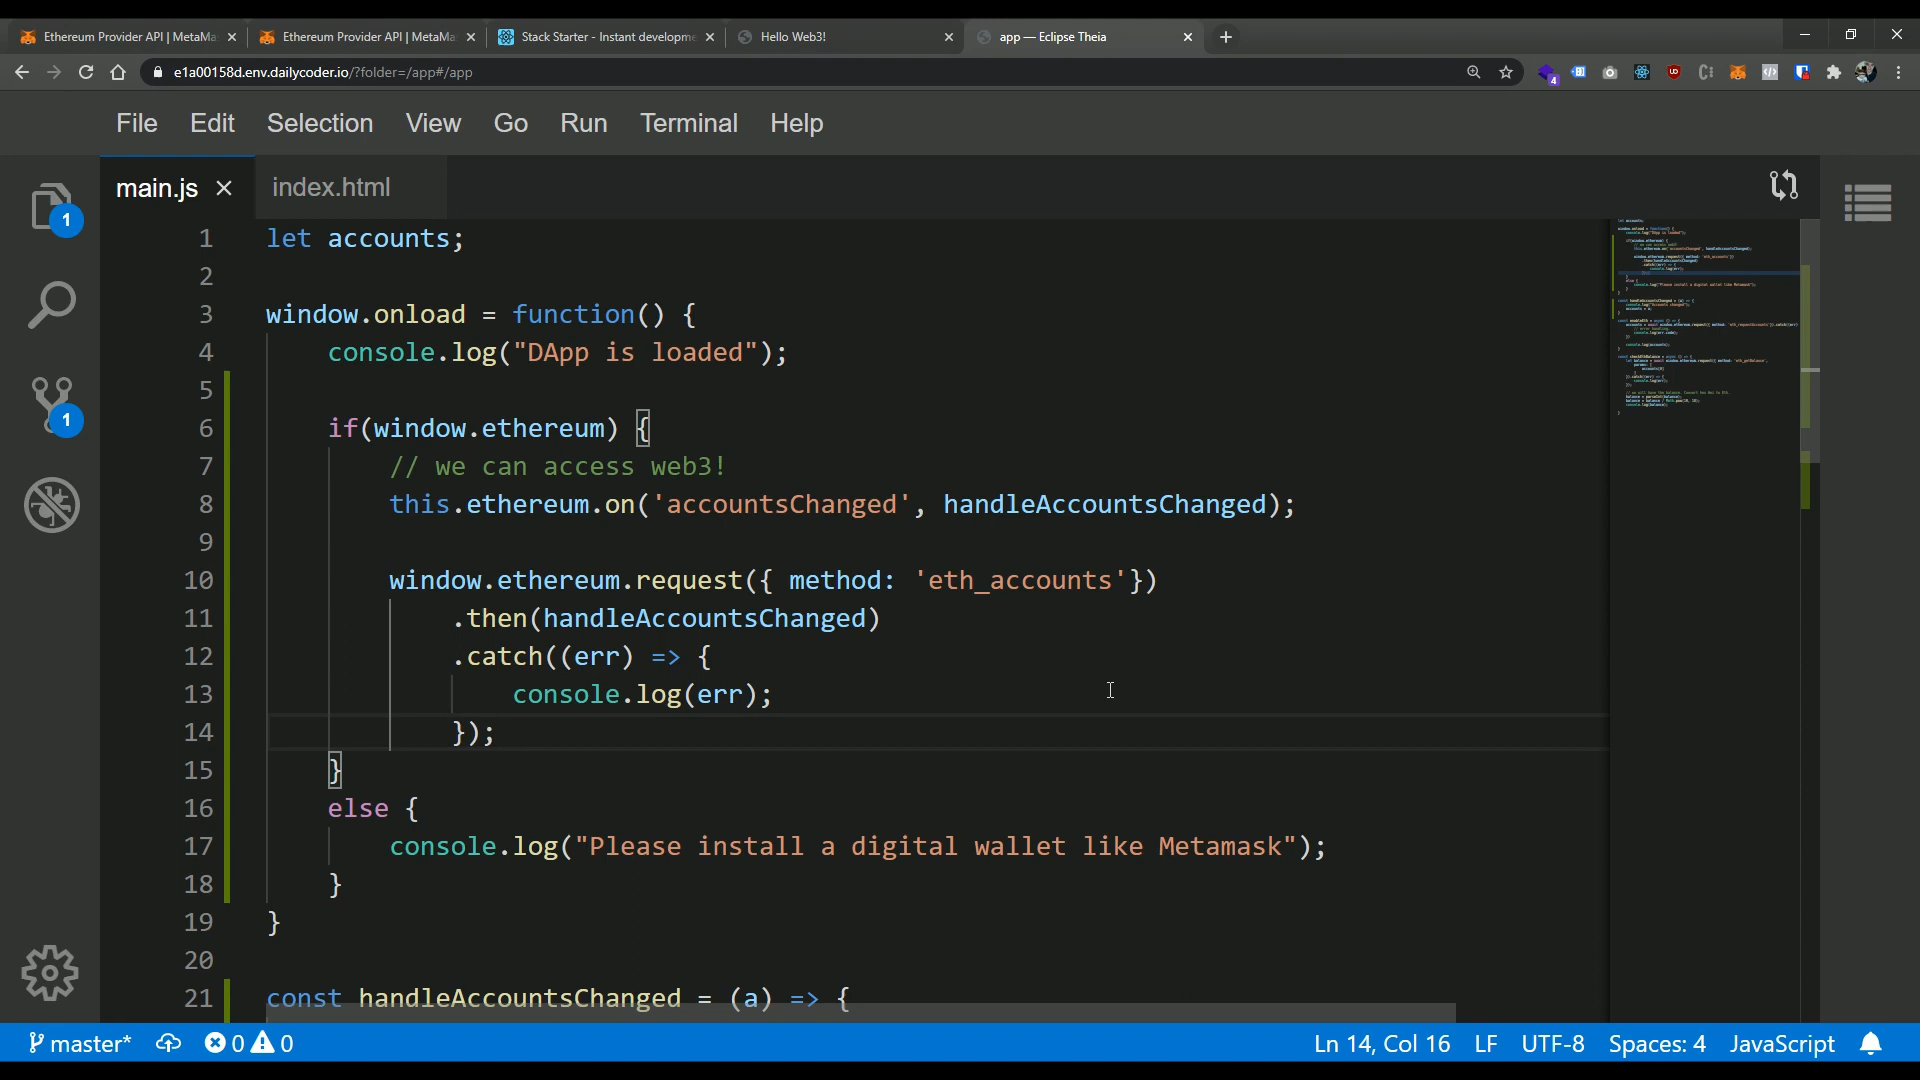 Ethereum Provider API | MetaMa
Ethereum Provider API | MetaMa
Stack Starter - Instant developme
Hello Web3!
app — Eclipse Theia
e1a00158d.env.dailycoder.io/?folder=/app#/app
4
File Edit Selection View Go Run Terminal Help
main.js
index.html
1
1
1 let accounts;
2
3 window.onload = function() {
4 console.log("DApp is loaded");
5
6 if(window.ethereum) {
7 // we can access web3!
8 this.ethereum.on('accountsChanged', handleAccountsChanged);
9
10 window.ethereum.request({ method: 'eth_accounts'})
11 .then(handleAccountsChanged)
12 .catch((err) => {
13 console.log(err);
14 });
15 }
16 else {
17 console.log("Please install a digital wallet like Metamask");
18 }
19 }
20
21 const handleAccountsChanged = (a) => {
master* 0 0 Ln 14, Col 16 LF UTF-8 Spaces: 4 JavaScript